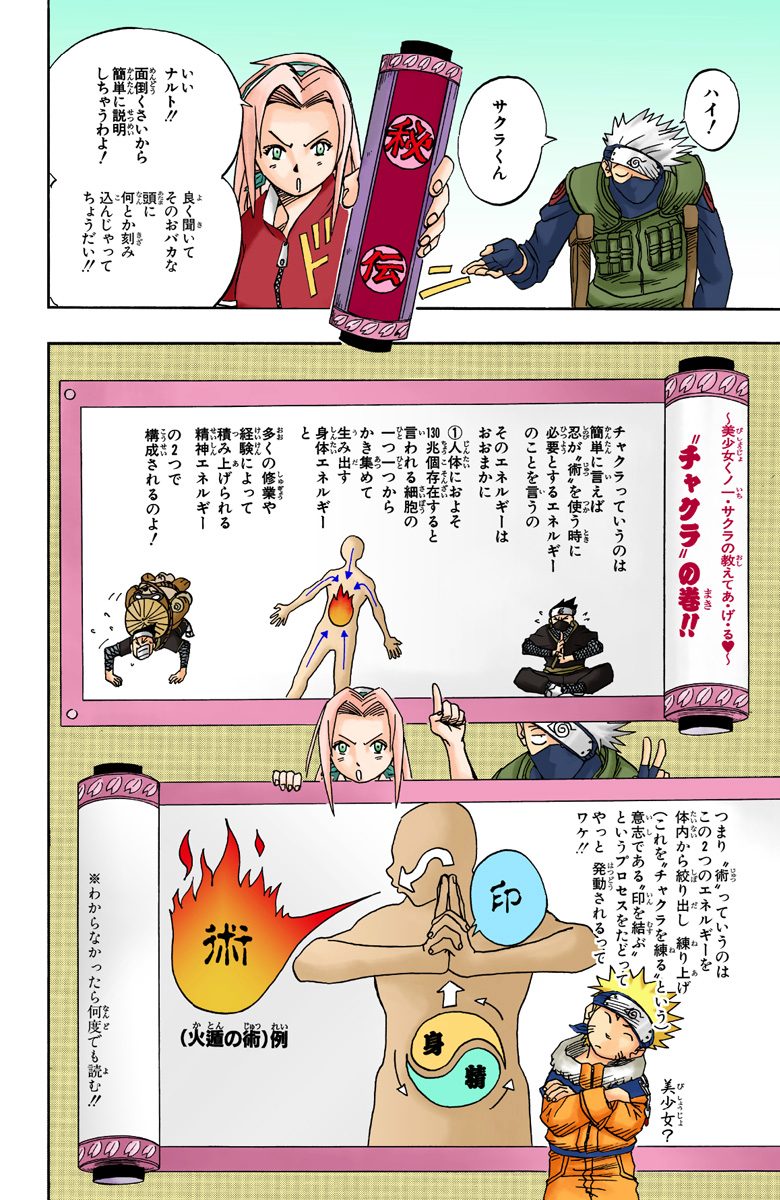 ハイ!
サクラくん
いい
ナルト!!
面倒くさいから
簡単に説明
しちゃうわよ!
良く聞いて
そのおバカな
頭に
何とか刻み
込んじゃって
ちょうだい!!
秘
伝
ド
~美少女くノ一・サクラの教えてあ・げ・る♥~
“チャクラ”の巻!!
チャクラっていうのは
簡単に言えば
忍が“術”を使う時に
必要とするエネルギー
のことを言うの
そのエネルギーは
おおまかに
①人体におよそ
130兆個存在すると
言われる細胞の
一つ一つから
かき集めて
生み出す
身体エネルギー
と
多くの修業や
経験によって
積み上げられる
精神エネルギー
の2つで
構成されるのよ!
つまり“術”っていうのは
この2つのエネルギーを
体内から絞り出し 練り上げ
(これを“チャクラを練る”という)
意志である“印を結ぶ”
というプロセスをたどって
やっと 発動されるって
ワケ!!
印
術
身
精
(火遁の術)例
美少女?
※わからなかったら何度でも読む!!